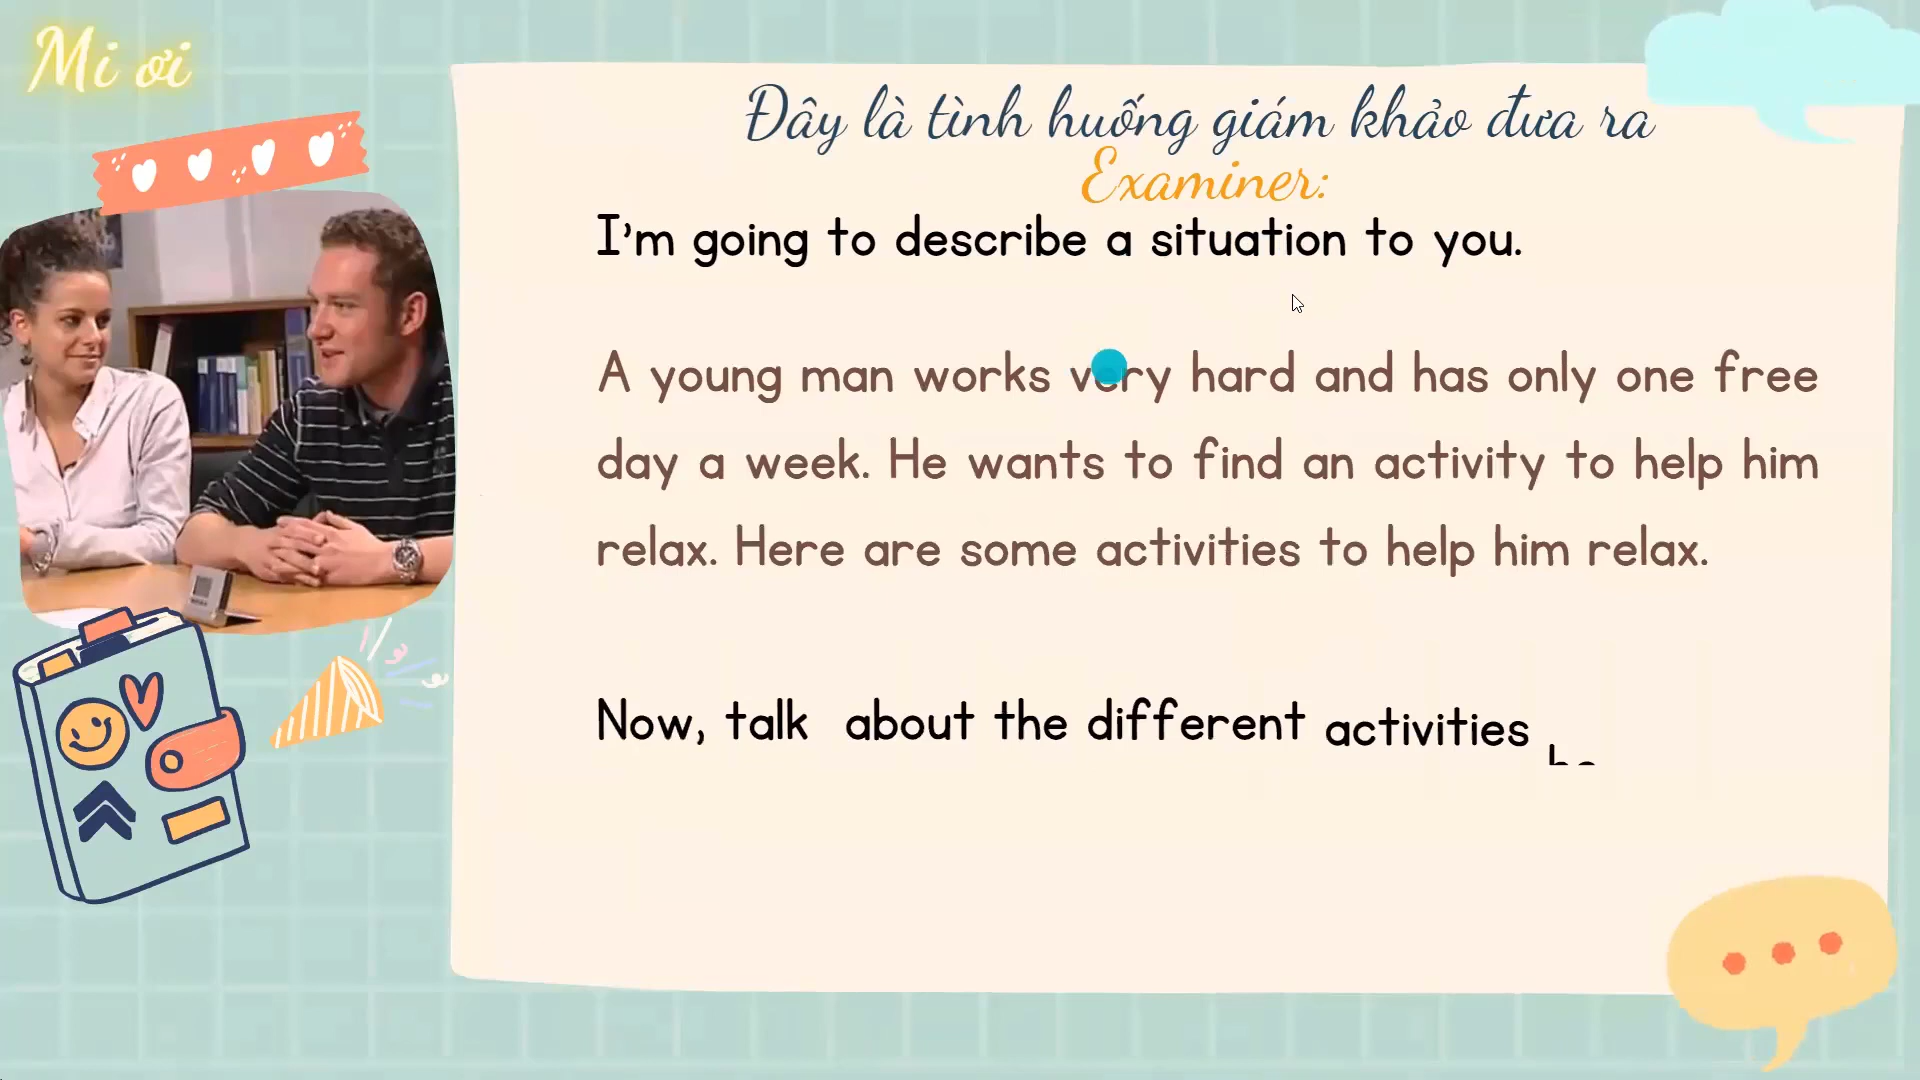 Mi ơi
Đây là tình huống giám khảo đưa ra
Examiner:
I'm going to describe a situation to you.
A young man works very hard and has only one free
day a week. He wants to find an activity to help him
relax. Here are some activities to help him relax.
Now, talk about the different activities